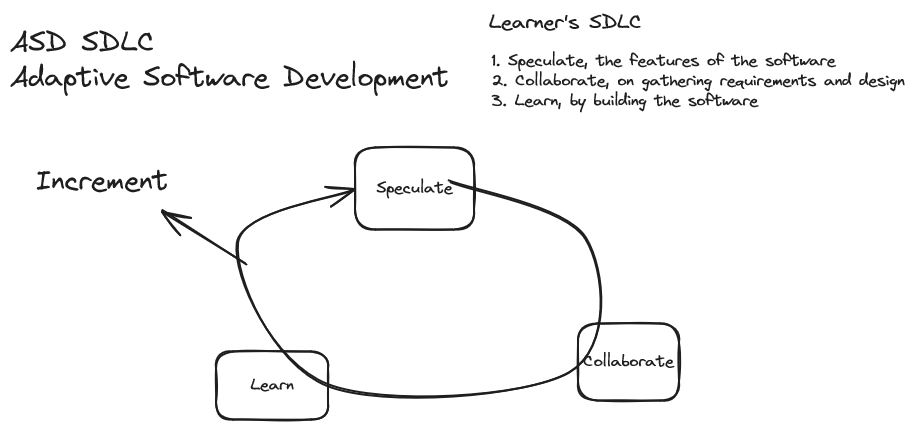 ASD SDLC
Adaptive Software Development
Learner's SDLC
1. Speculate, the features of the software
2. Collaborate, on gathering requirements and design
3. Learn, by building the software
Increment
Speculate
Collaborate
Learn